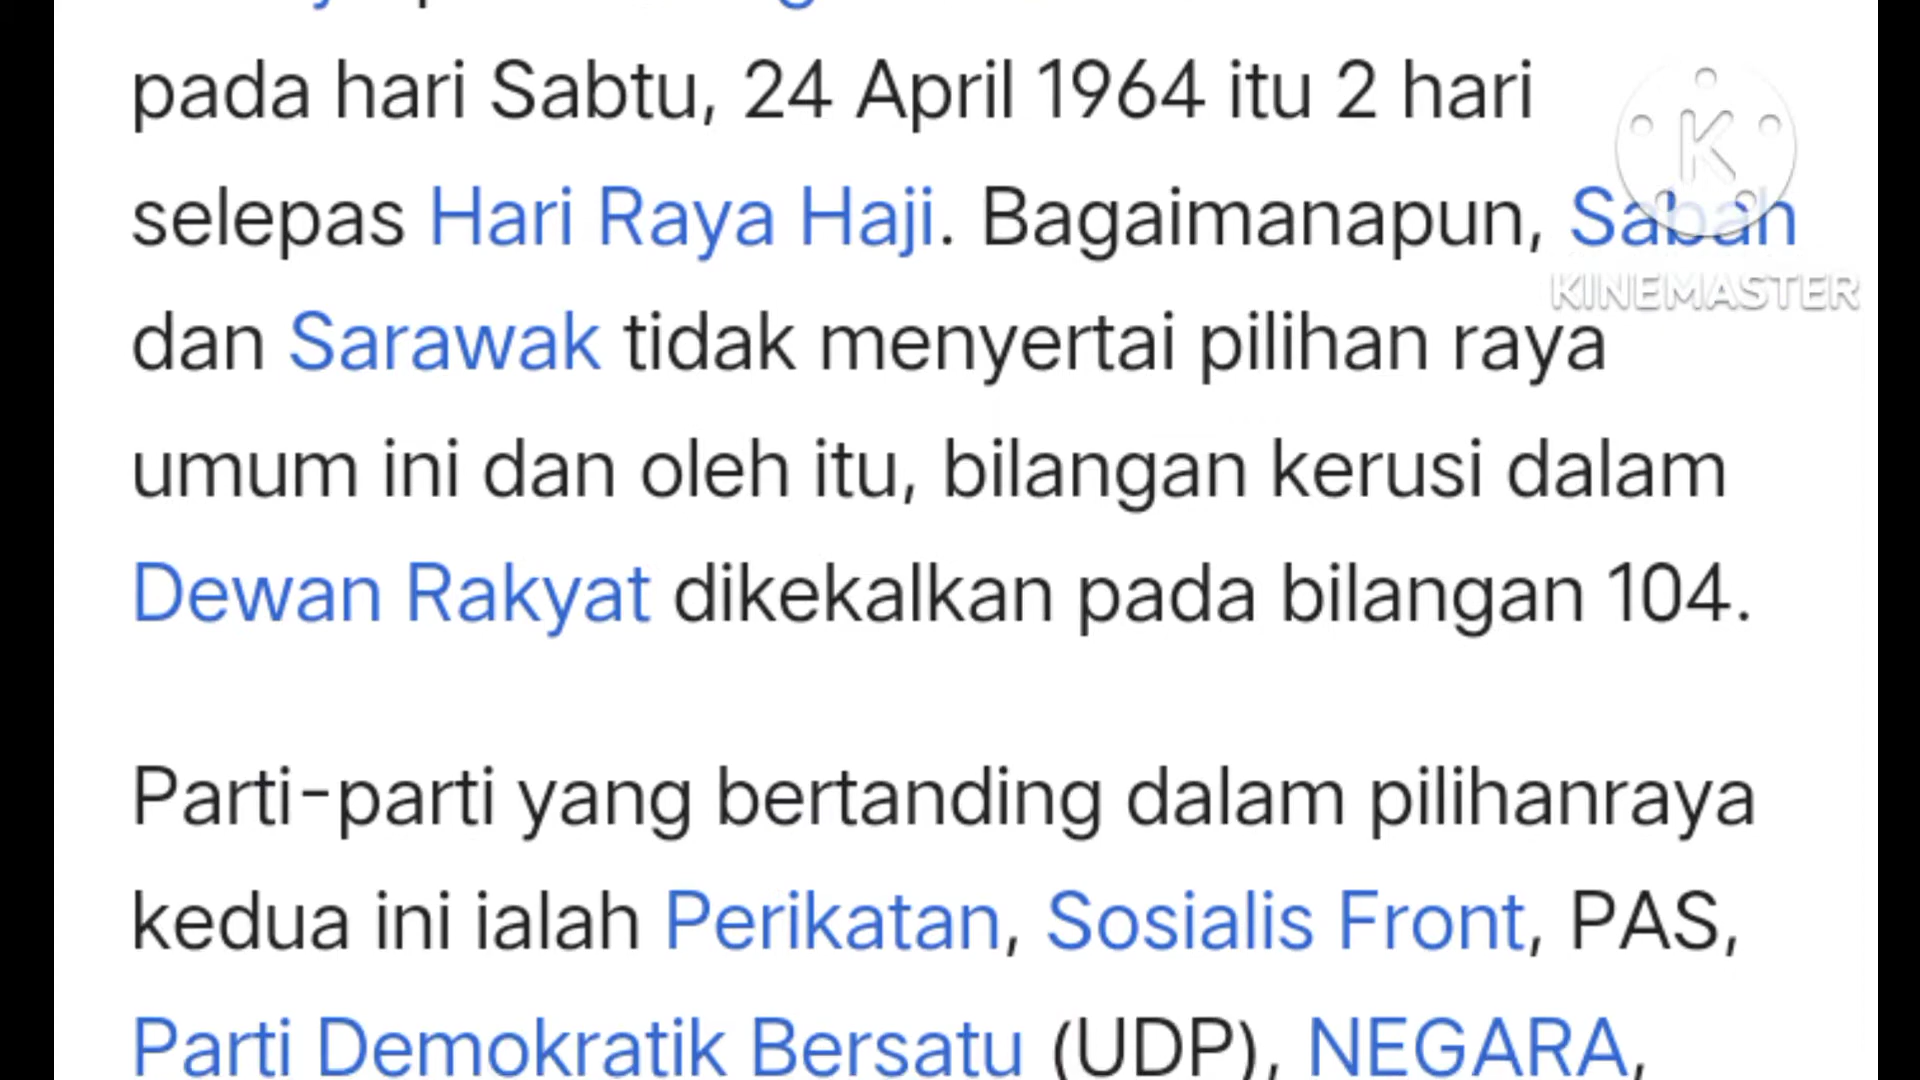 pada hari Sabtu, 24 April 1964 itu 2 hari
selepas Hari Raya Haji. Bagaimanapun, Sabah
KINEMASTER
dan Sarawak tidak menyertai pilihan raya
umum ini dan oleh itu, bilangan kerusi dalam
Dewan Rakyat dikekalkan pada bilangan 104.
Parti-parti yang bertanding dalam pilihanraya
kedua ini ialah Perikatan, Sosialis Front, PAS,
Parti Demokratik Bersatu (UDP), NEGARA,